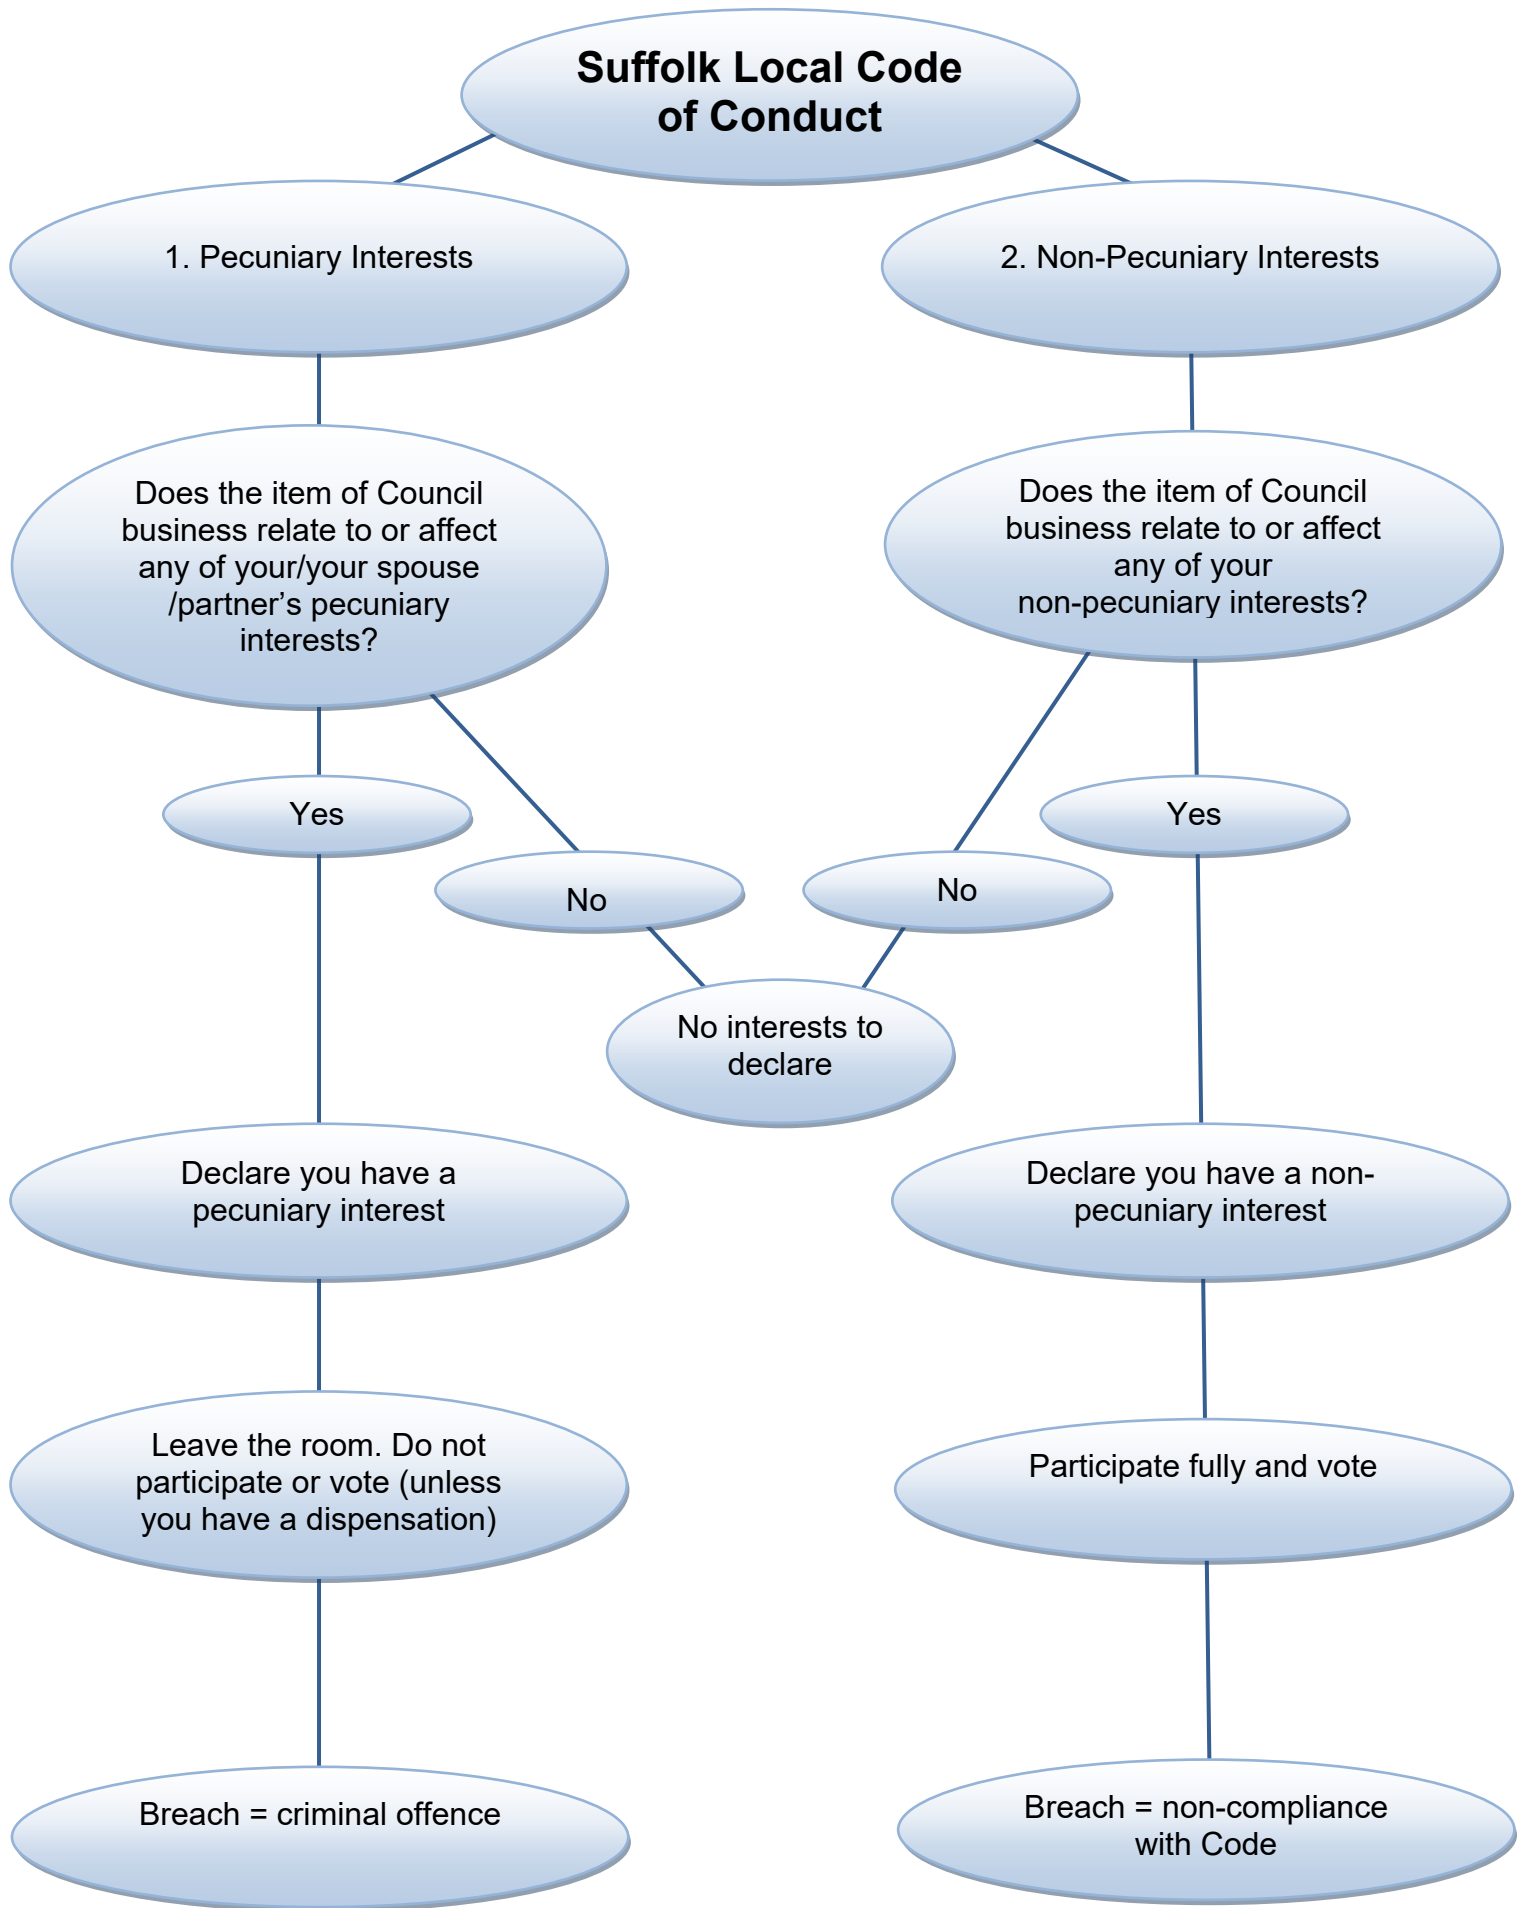 Suffolk Local Code
of Conduct
1. Pecuniary Interests
2. Non-Pecuniary Interests
Does the item of Council
business relate to or affect
any of your/your spouse
/partner’s pecuniary
interests?
Does the item of Council
business relate to or affect
any of your
non-pecuniary interests?
Yes
Yes
No
No
No interests to
declare
Declare you have a
pecuniary interest
Declare you have a non-
pecuniary interest
Leave the room. Do not
participate or vote (unless
you have a dispensation)
Participate fully and vote
Breach = criminal offence
Breach = non-compliance
with Code